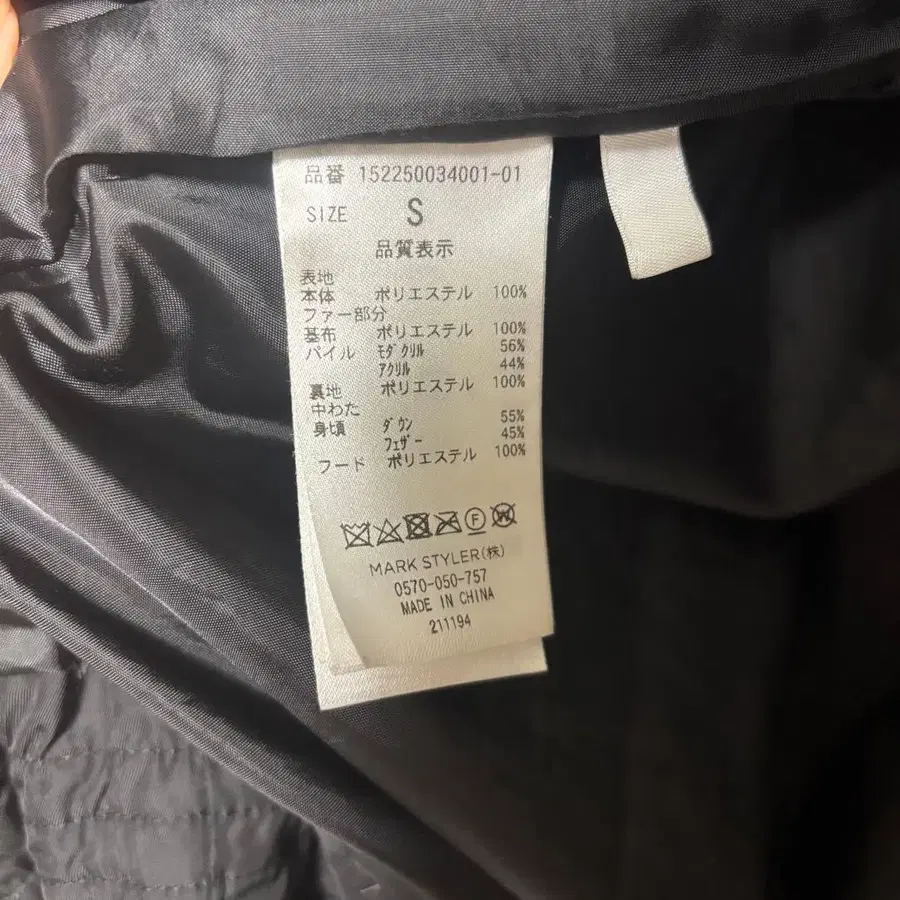 品番 152250034001-01
SIZE S
品質表示
表地
本体 ポリエステル 100%
ファー部分
基布 ポリエステル 100%
パイル モダクリル 56%
アクリル 44%
裏地 ポリエステル 100%
中わた
身頃 ダウン 55%
フェザー 45%
フード ポリエステル 100%
F W
MARK STYLER(株)
0570-050-757
MADE IN CHINA
211194